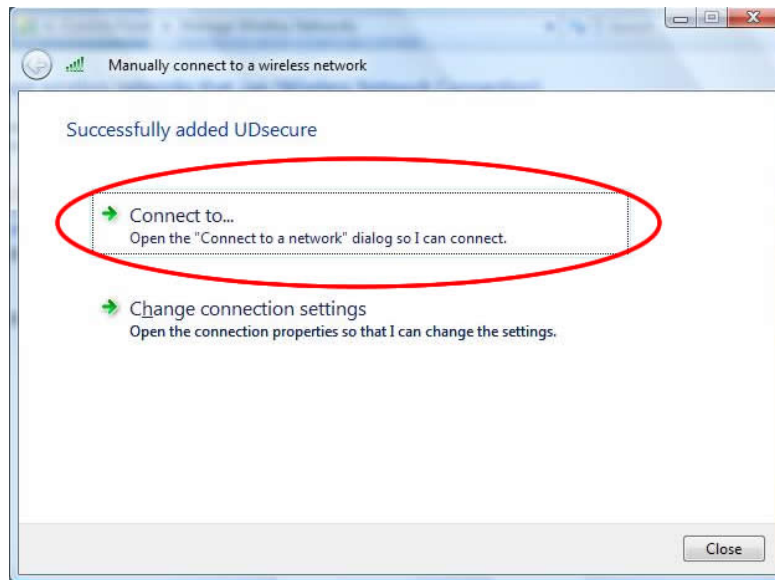 Manually connect to a wireless network
Successfully added UDsecure
Connect to...
Open the "Connect to a network" dialog so I can connect.
Change connection settings
Open the connection properties so that I can change the settings.
Close